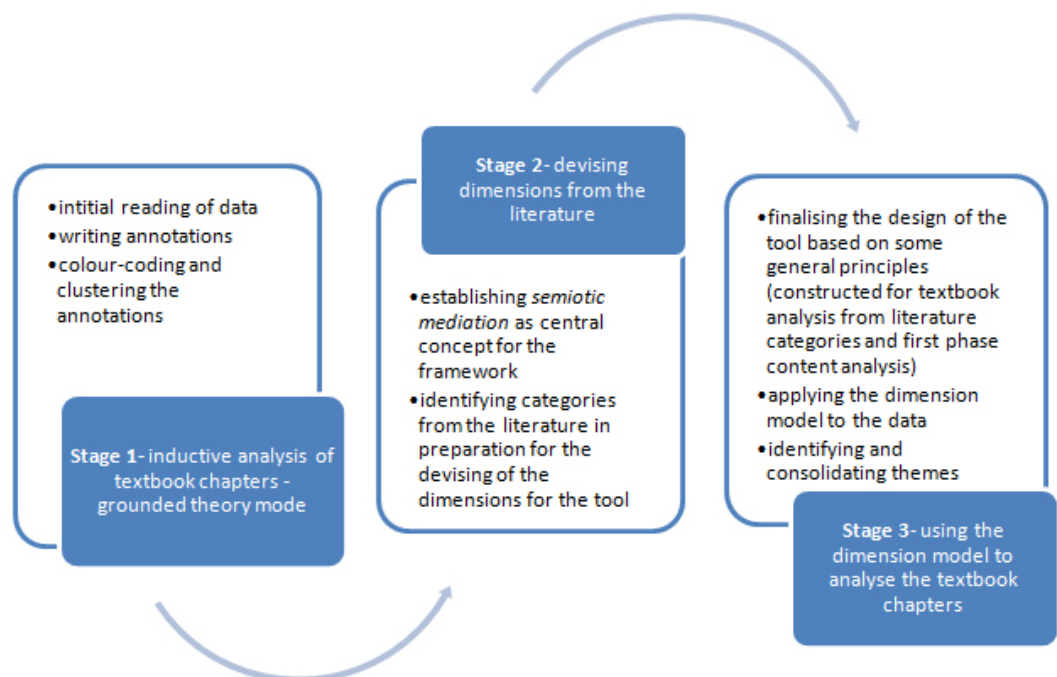 •intitial reading of data
•writing annotations
•colour-coding and
clustering the
annotations
Stage 1- inductive analysis of
textbook chapters -
grounded theory mode
Stage 2- devising
dimensions from the
literature
•establishing semiotic
mediation as central
concept for the
framework
•identifying categories
from the literature in
preparation for the
devising of the
dimensions for the tool
•finalising the design of the
tool based on some
general principles
(constructed for textbook
analysis from literature
categories and first phase
content analysis)
•applying the dimension
model to the data
•identifying and
consolidating themes
Stage 3- using the
dimension model to
analyse the textbook
chapters